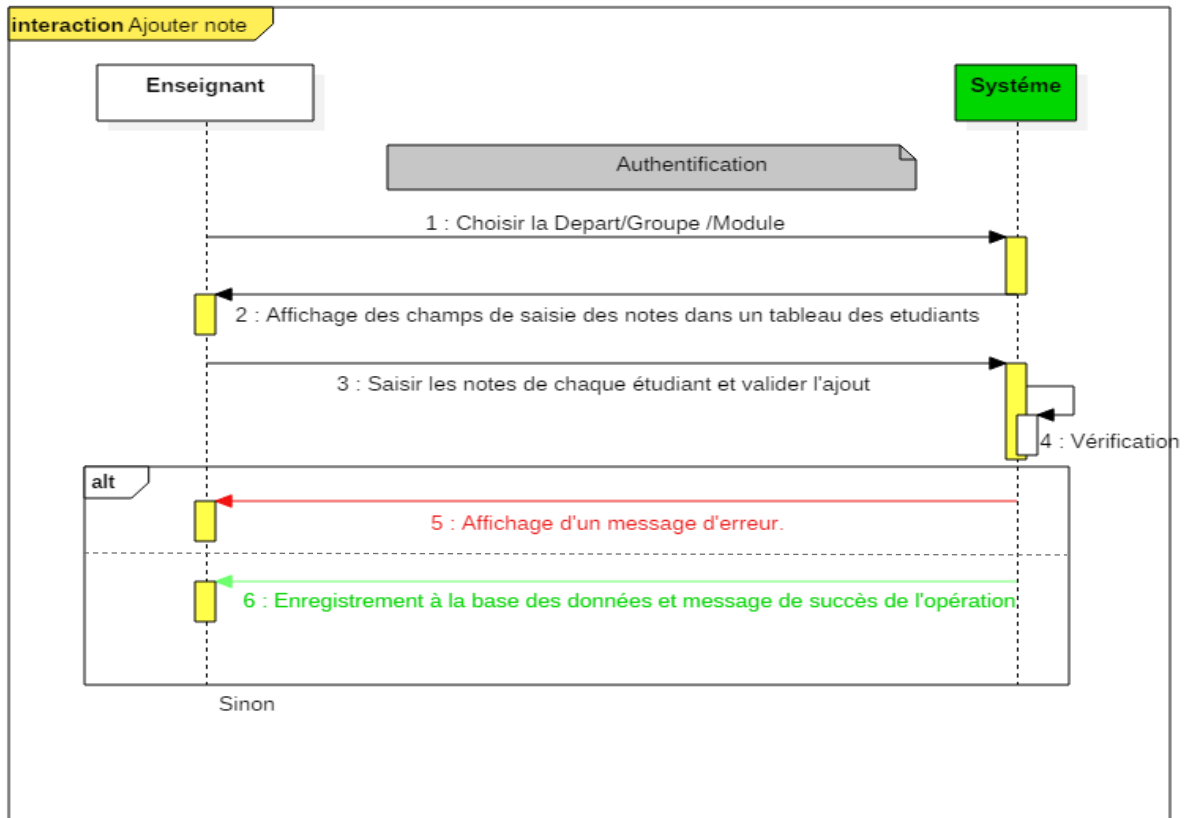 interaction Ajouter note
Enseignant
Systéme
Authentification
1 : Choisir la Depart/Groupe /Module
2 : Affichage des champs de saisie des notes dans un tableau des etudiants
3 : Saisir les notes de chaque étudiant et valider l'ajout
4 : Vérification
alt
5 : Affichage d'un message d'erreur.
6 : Enregistrement à la base des données et message de succès de l'opération
Sinon